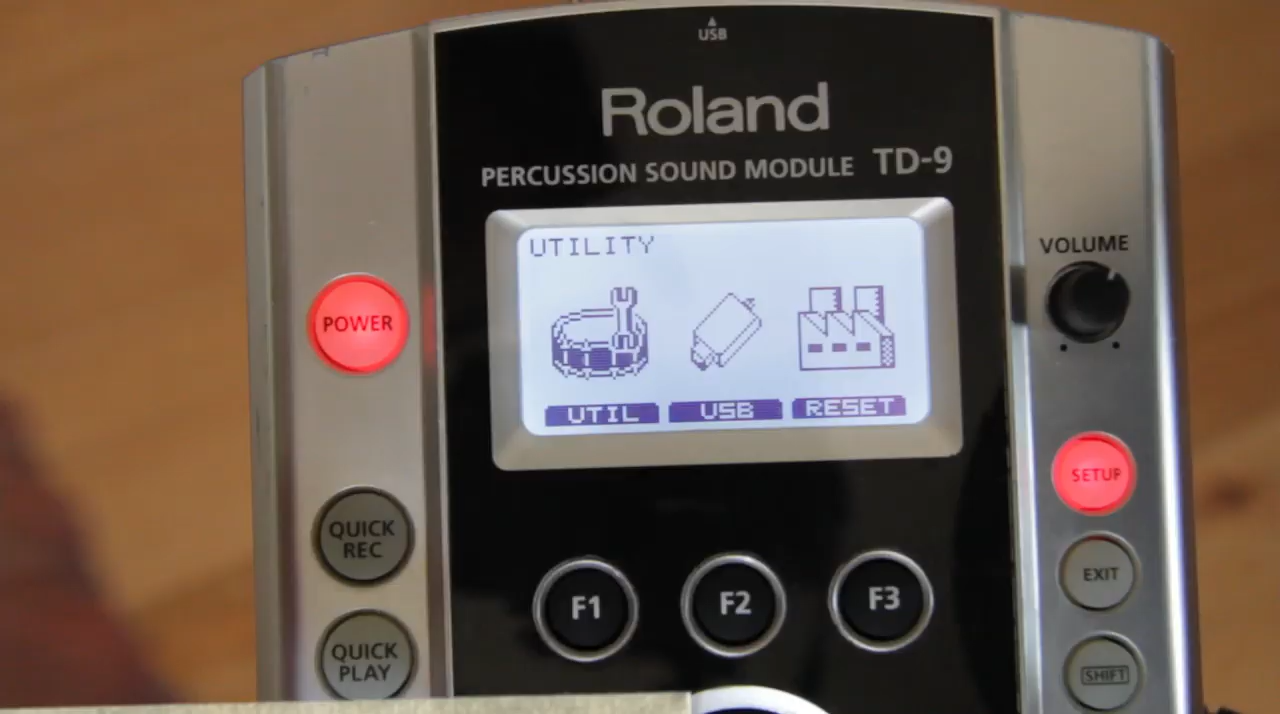 USB
Roland
PERCUSSION SOUND MODULE TD-9
UTILITY
VOLUME
POWER
UTIL USB RESET
SETUP
QUICK
REC
EXIT
F1 F2 F3
QUICK
PLAY
SHIFT